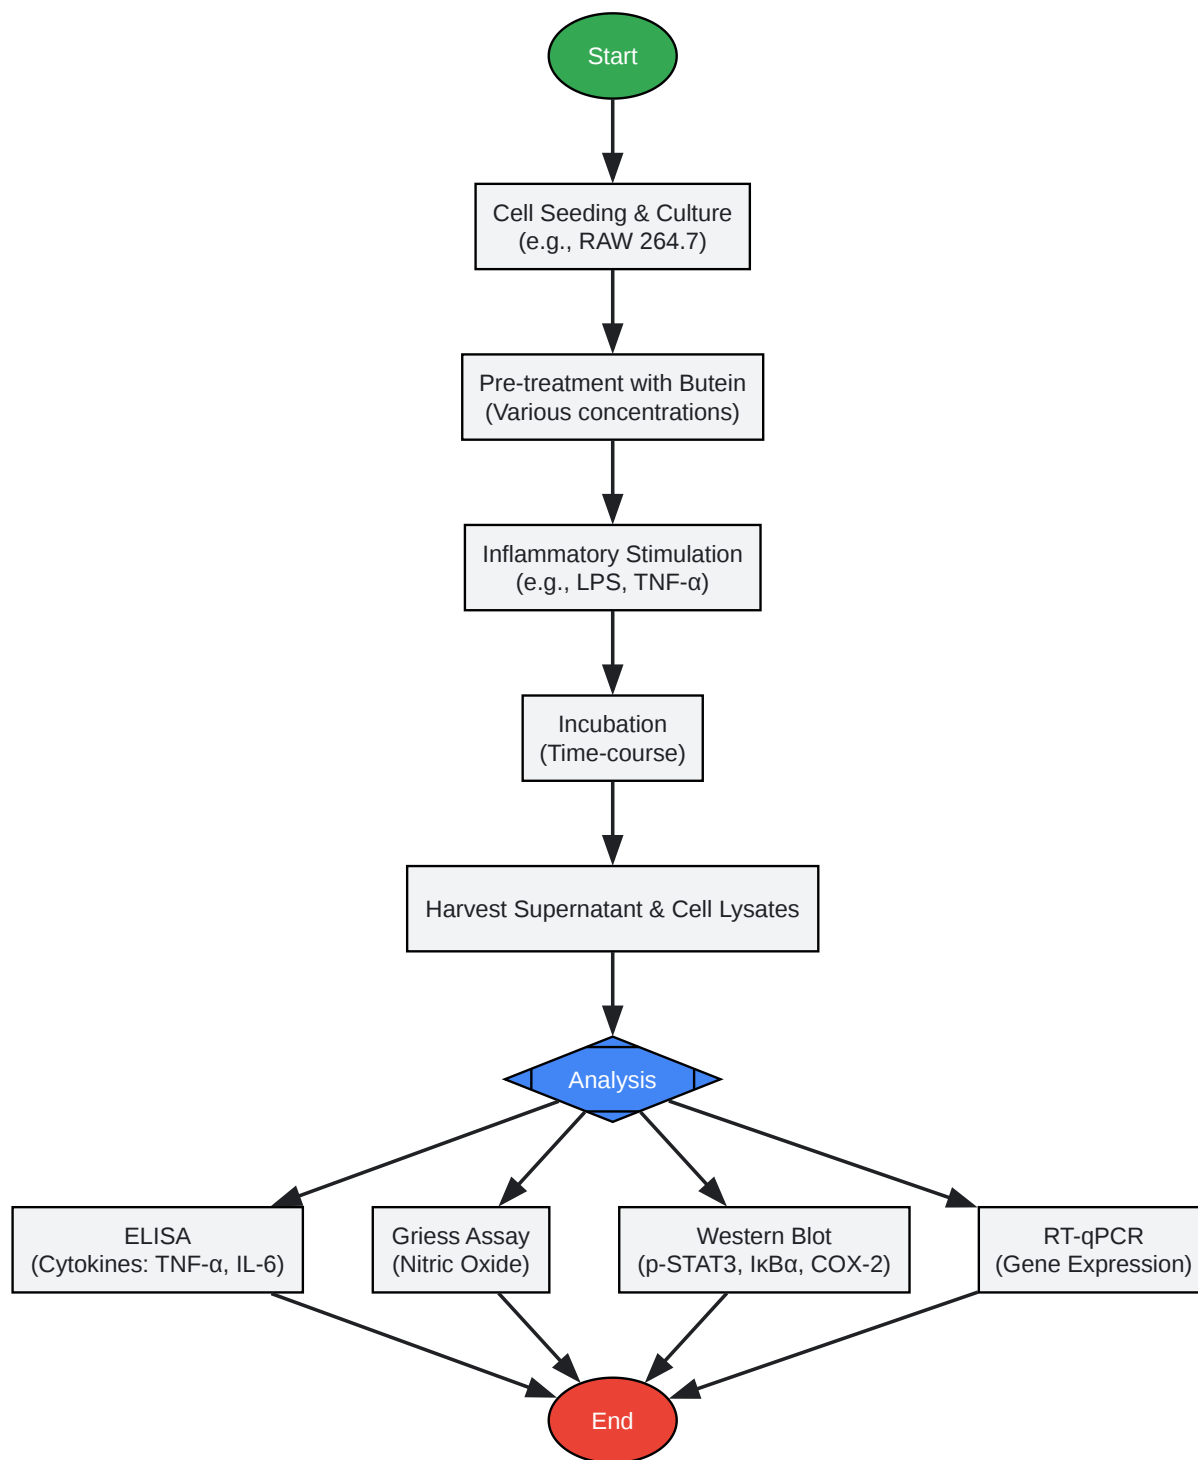 Start
Cell Seeding & Culture
(e.g., RAW 264.7)
Pre-treatment with Butein
(Various concentrations)
Inflammatory Stimulation
(e.g., LPS, TNF-α)
Incubation
(Time-course)
Harvest Supernatant & Cell Lysates
Analysis
ELISA
(Cytokines: TNF-α, IL-6)
Griess Assay
(Nitric Oxide)
Western Blot
(p-STAT3, IκBα, COX-2)
RT-qPCR
(Gene Expression)
End